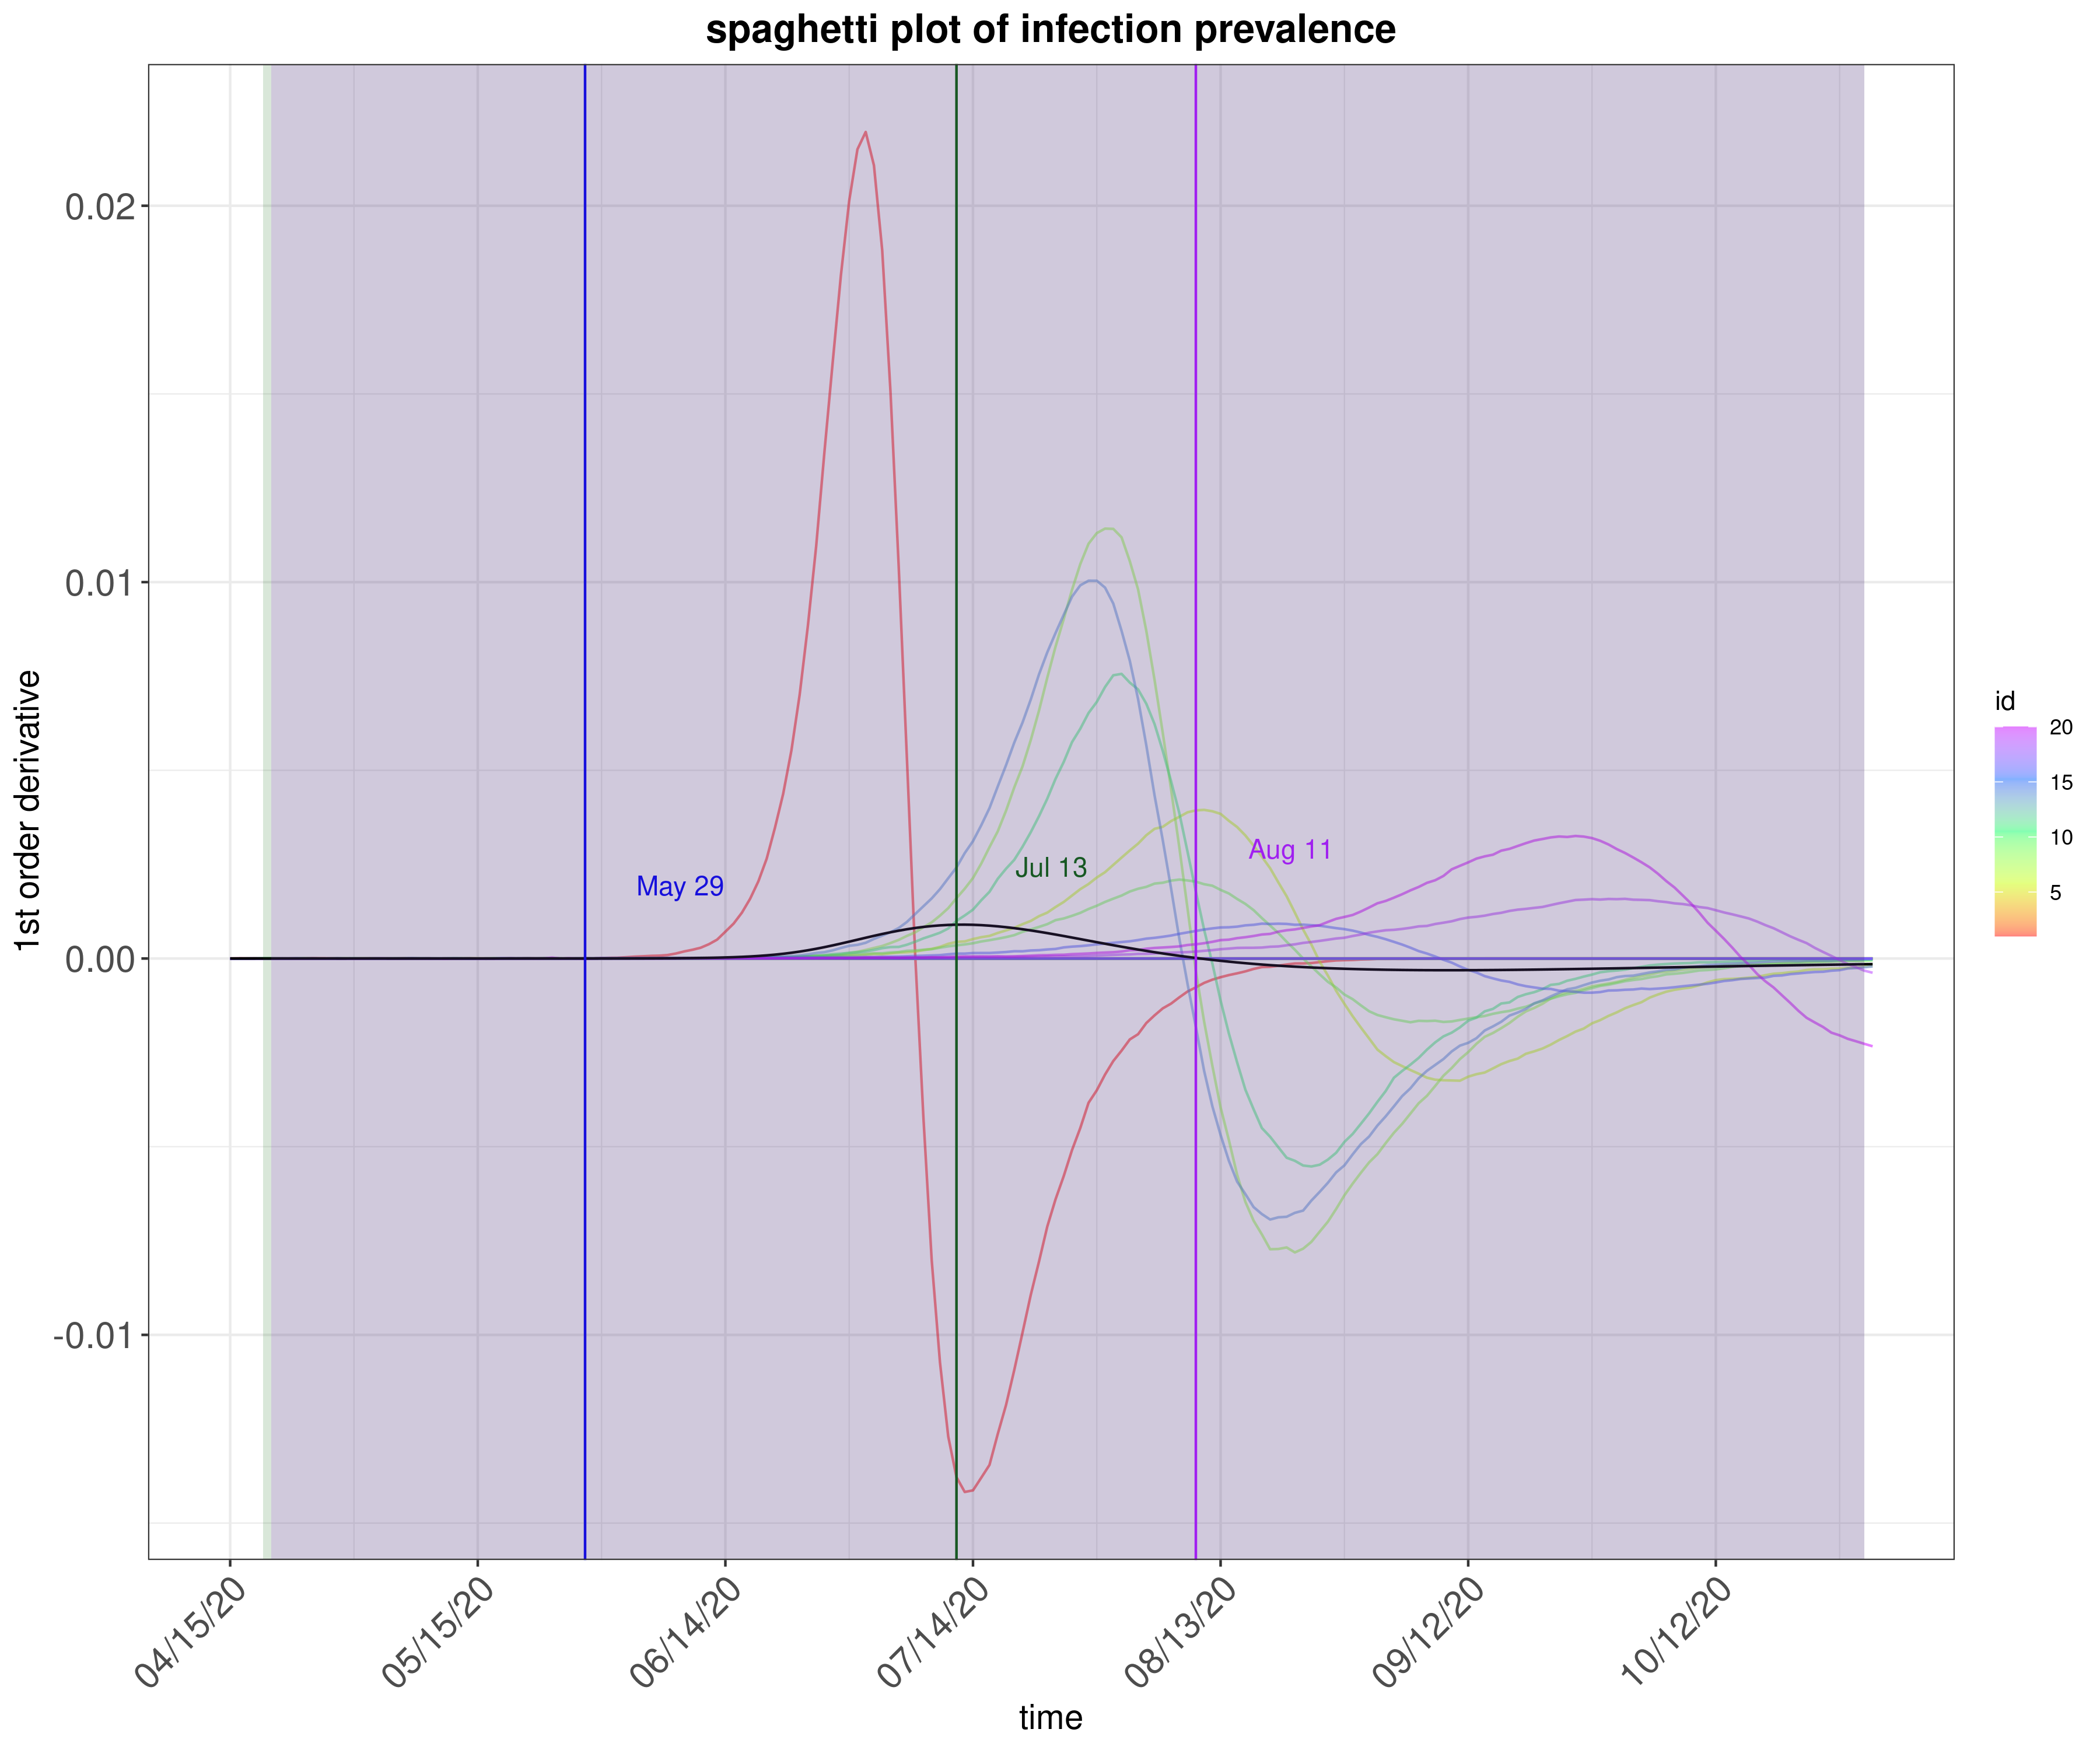 spaghetti plot of infection prevalence
1st order derivative
0.02
0.01
0.00
-0.01
May 29
Jul 13
Aug 11
04/15/20
05/15/20
06/14/20
07/14/20
08/13/20
09/12/20
10/12/20
time
id
20
15
10
5